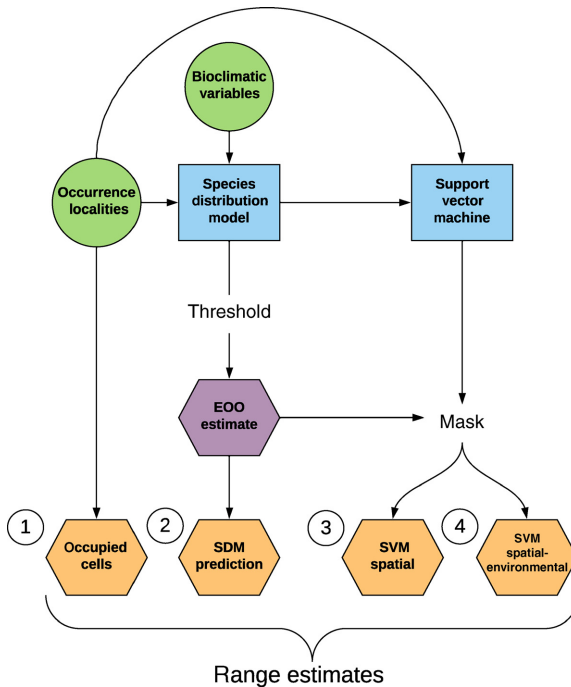 Bioclimatic
variables
Occurrence
localities
Species
distribution
model
Support
vector
machine
Threshold
EOO
estimate
Mask
1
Occupied
cells
2
SDM
prediction
3
SVM
spatial
4
SVM
spatial-
environmental
Range estimates